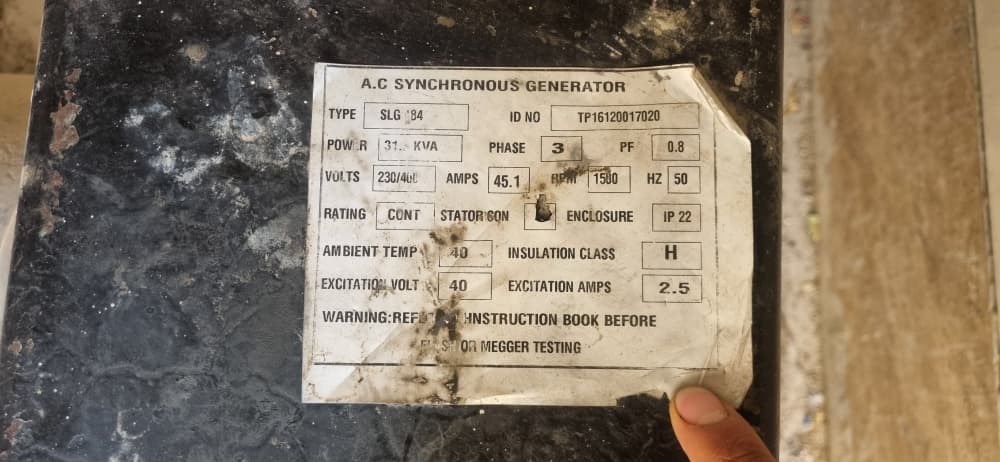 A.C SYNCHRONOUS GENERATOR
TYPE SLG 84 ID NO TP16120017020
POWER KVA PHASE 3 PF 0.8
VOLTS 230/400 AMPS 45.1 RPM 1500 HZ 50
RATING CONT STATOR CON ENCLOSURE IP 22
AMBIENT TEMP 40 INSULATION CLASS H
EXCITATION VOLT 40 EXCITATION AMPS 2.5
WARNING: INSTRUCTION BOOK BEFORE
OR MEGGER TESTING